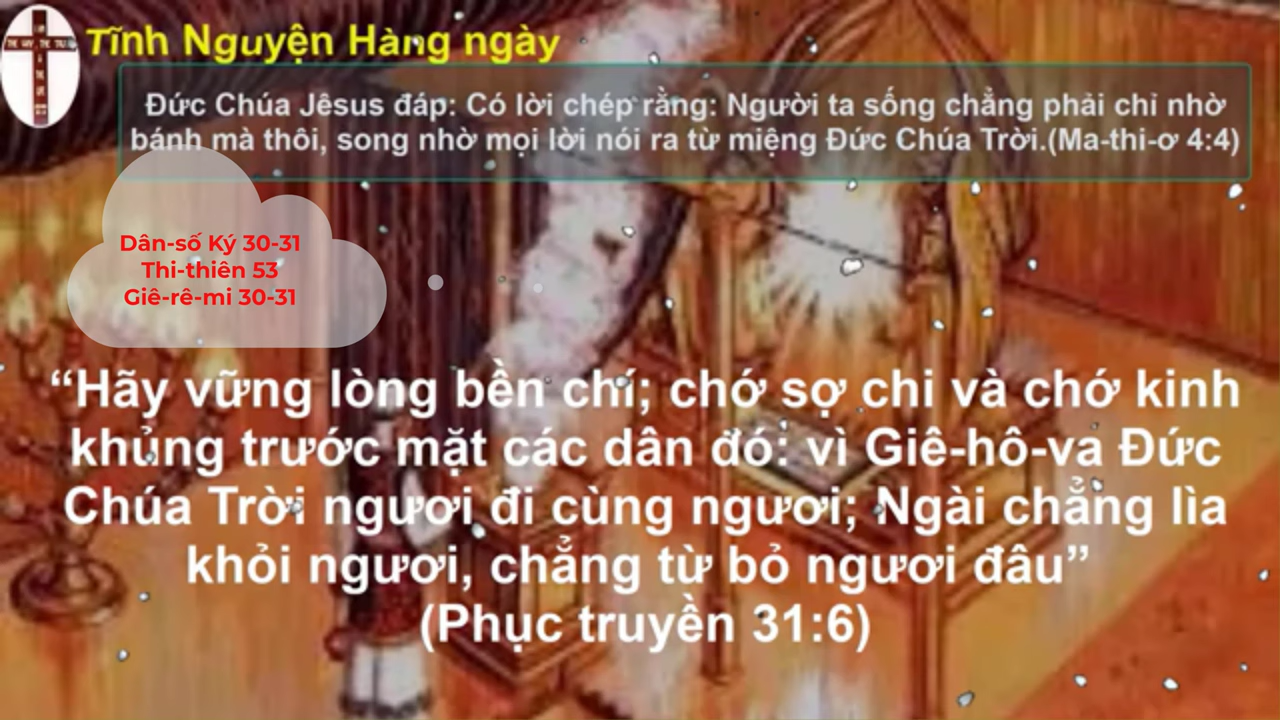 Tĩnh Nguyện Hàng ngày
Đức Chúa Jêsus đáp: Có lời chép rằng: Người ta sống chẳng phải chỉ nhờ
bánh mà thôi, song nhờ mọi lời nói ra từ miệng Đức Chúa Trời.(Ma-thi-ơ 4:4)
Dân-số Ký 30-31
Thi-thiên 53
Giê-rê-mi 30-31
“Hãy vững lòng bền chí; chớ sợ chi và chớ kinh
khủng trước mặt các dân đó: vì Giê-hô-va Đức
Chúa Trời ngươi đi cùng ngươi; Ngài chẳng lìa
khỏi ngươi, chẳng từ bỏ ngươi đâu”
(Phục truyền 31:6)